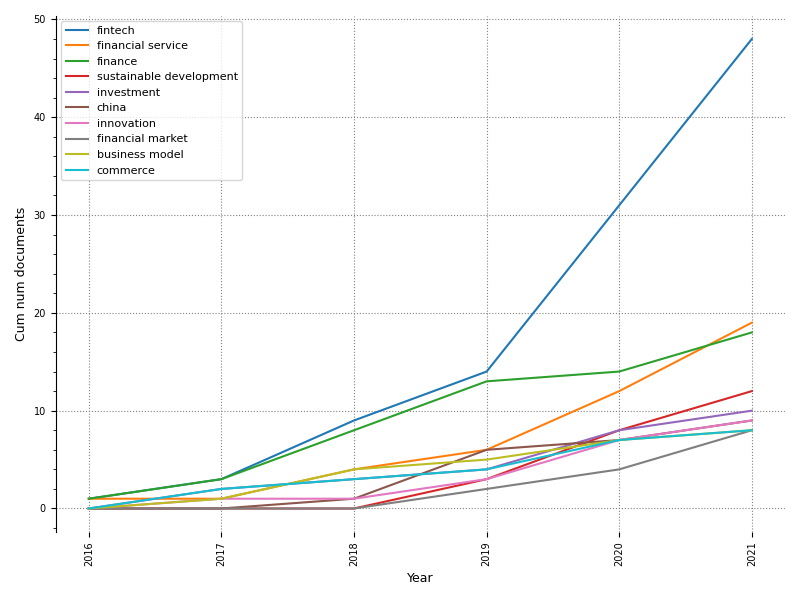 50
40
30
20
10
0
Cum num documents
fintech
financial service
finance
sustainable development
investment
china
innovation
financial market
business model
commerce
2016
2017
2018
2019
2020
2021
Year